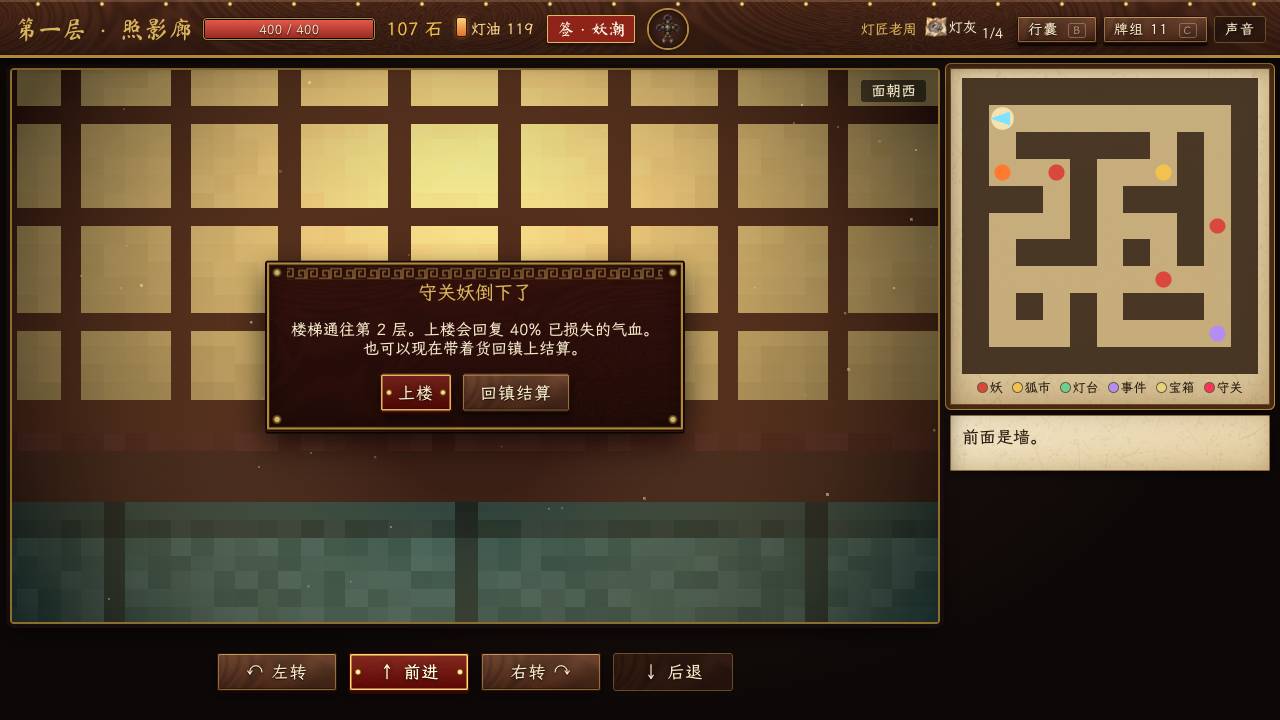 第一层 · 照影廊
400 / 400
107 石
灯油 119
签 · 妖潮
灯匠老周
灯灰 1/4
行囊 B
牌组 11 C
声音
面朝西
守关妖倒下了
楼梯通往第 2 层。上楼会回复 40% 已损失的气血。
也可以现在带着货回镇上结算。
上楼
回镇结算
妖 狐市 灯台 事件 宝箱 守关
前面是墙。
↶ 左转
↑ 前进
右转 ↷
↓ 后退